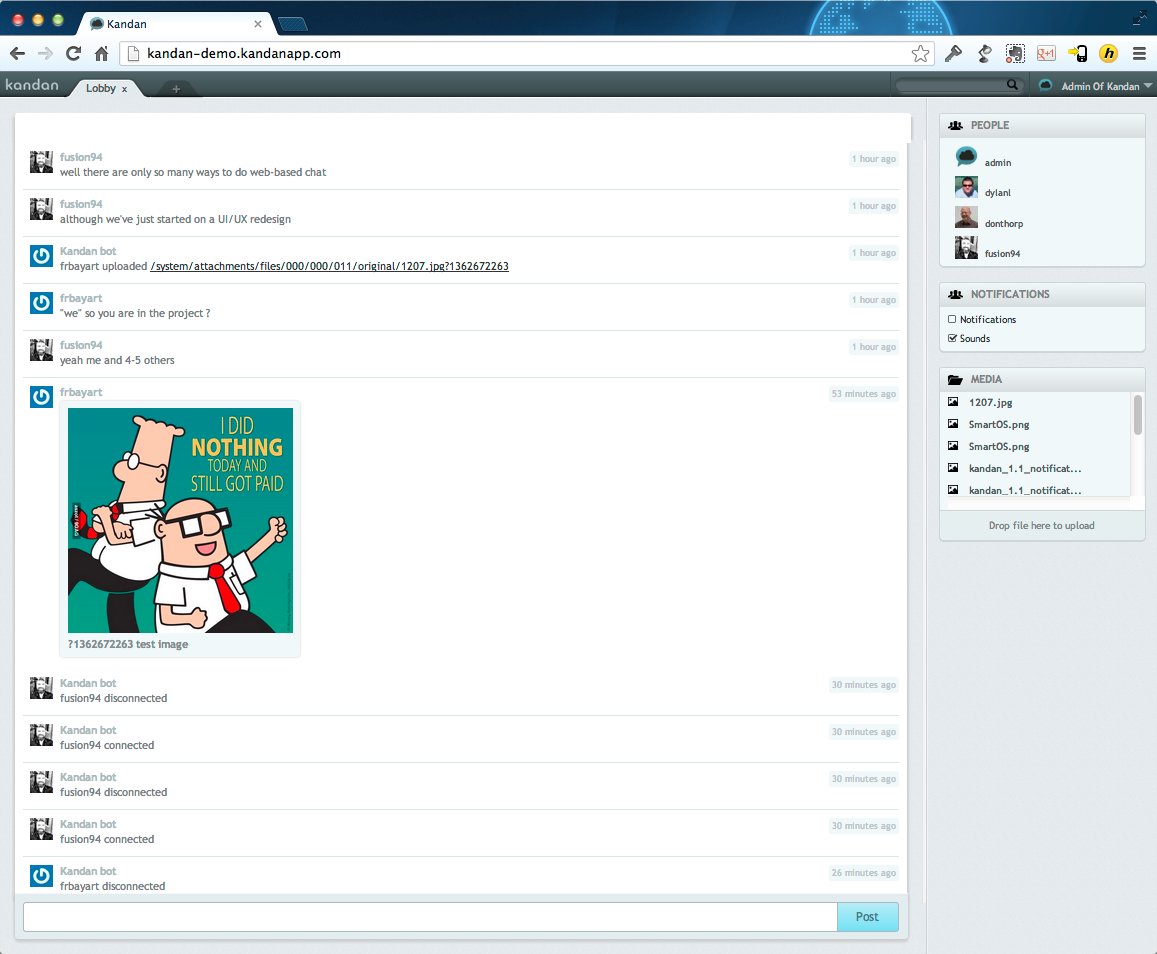 Kandan
kandan-demo.kandanapp.com
g+1
h
kandan
Lobby x
+
Admin Of Kandan
fusion94
1 hour ago
well there are only so many ways to do web-based chat
fusion94
1 hour ago
although we've just started on a UI/UX redesign
Kandan bot
1 hour ago
frbayart uploaded /system/attachments/files/000/000/011/original/1207.jpg?1362672263
frbayart
1 hour ago
"we" so you are in the project ?
fusion94
1 hour ago
yeah me and 4-5 others
frbayart
53 minutes ago
I DID
NOTHING
TODAY AND
STILL GOT PAID
?1362672263 test image
Kandan bot
30 minutes ago
fusion94 disconnected
Kandan bot
30 minutes ago
fusion94 connected
Kandan bot
30 minutes ago
fusion94 disconnected
Kandan bot
30 minutes ago
fusion94 connected
Kandan bot
26 minutes ago
frbayart disconnected
Post
PEOPLE
admin
dylanl
donthorp
fusion94
NOTIFICATIONS
Notifications
Sounds
MEDIA
1207.jpg
SmartOS.png
SmartOS.png
kandan_1.1_notificat...
kandan_1.1_notificat...
Drop file here to upload